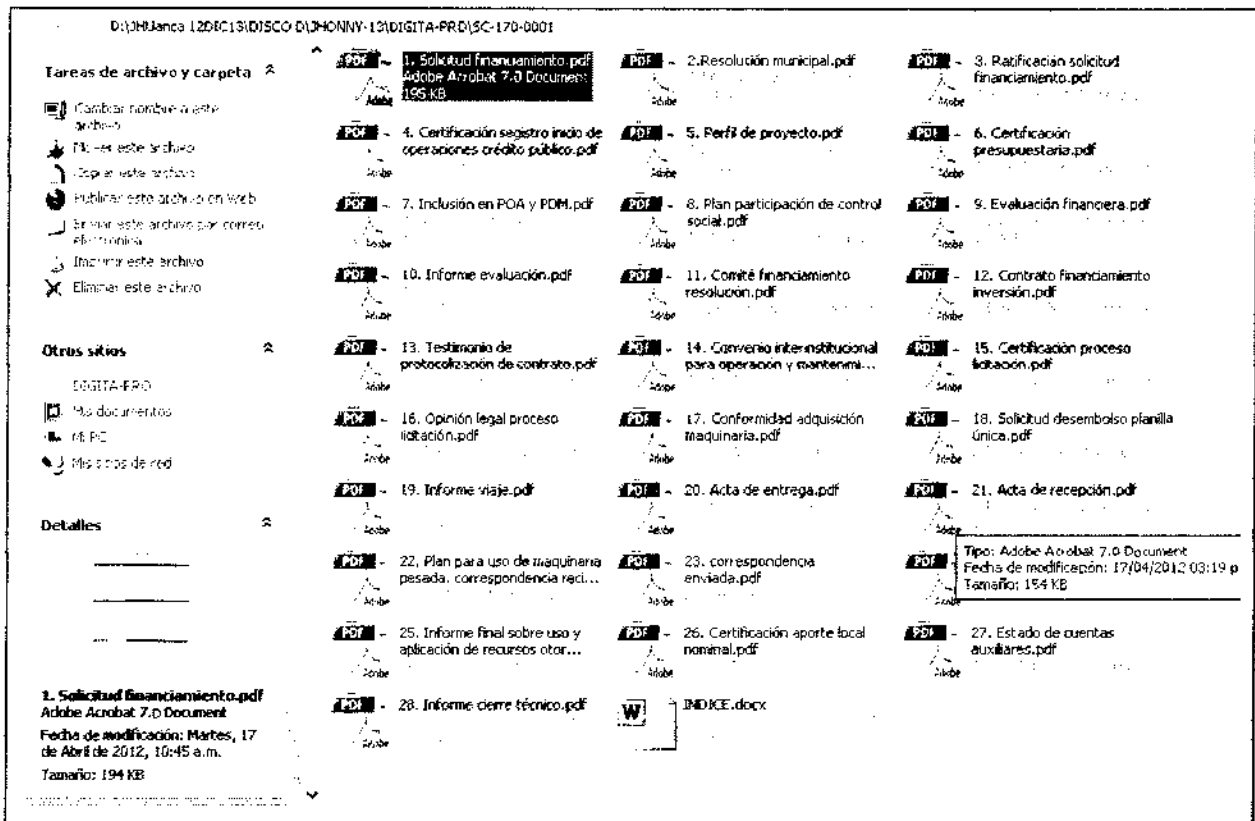 D:\JHUanca 12DIC13\DISCO D\JHONNY-13\DIGITA-PRD\SC-170-0001
Tareas de archivo y carpeta
Cambiar nombre a este
archivo
Mover este archivo
Copiar este archivo
Publicar este archivo en Web
Enviar este archivo por correo
electrónico
Imprimir este archivo
Eliminar este archivo
Otros sitios
DIGITA-PRD
Mis documentos
Mi PC
Mis sitios de red
Detalles
1. Solicitud financiamiento.pdf
Adobe Acrobat 7.0 Document
Fecha de modificación: Martes, 17
de Abril de 2012, 10:45 a.m.
Tamaño: 194 KB
1. Solicitud financiamiento.pdf
Adobe Acrobat 7.0 Document
195 KB
2.Resolución municipal.pdf
3. Ratificación solicitud
financiamiento.pdf
4. Certificación registro inicio de
operaciones crédito público.pdf
5. Perfil de proyecto.pdf
6. Certificación
presupuestaria.pdf
7. Inclusión en POA y PDM.pdf
8. Plan participación de control
social.pdf
9. Evaluación financiera.pdf
10. Informe evaluación.pdf
11. Comité financiamiento
resolución.pdf
12. Contrato financiamiento
inversión.pdf
13. Testimonio de
protocolización de contrato.pdf
14. Convenio interinstitucional
para operación y mantenimi...
15. Certificación proceso
licitación.pdf
16. Opinión legal proceso
licitación.pdf
17. Conformidad adquisición
maquinaria.pdf
18. Solicitud desembolso planilla
única.pdf
19. Informe viaje.pdf
20. Acta de entrega.pdf
21. Acta de recepción.pdf
22. Plan para uso de maquinaria
pesada. correspondencia reci...
23. correspondencia
enviada.pdf
Tipo: Adobe Acrobat 7.0 Document
Fecha de modificación: 17/04/2012 03:19 p
Tamaño: 154 KB
25. Informe final sobre uso y
aplicación de recursos otor...
26. Certificación aporte local
nominal.pdf
27. Estado de cuentas
auxiliares.pdf
28. Informe cierre técnico.pdf
INDICE.docx